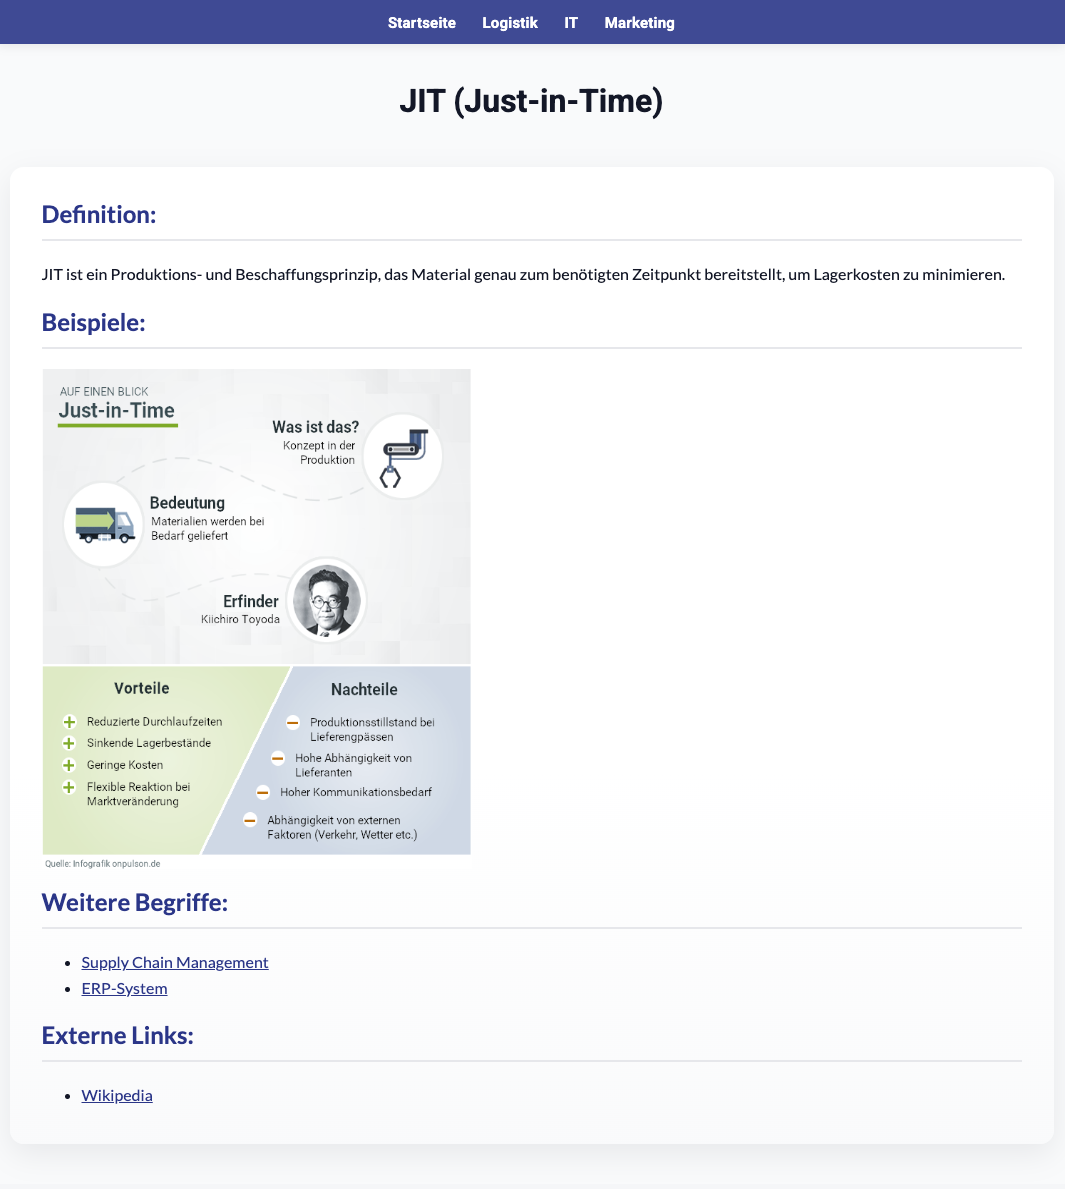 Startseite Logistik IT Marketing
JIT (Just-in-Time)
Definition:
JIT ist ein Produktions- und Beschaffungsprinzip, das Material genau zum benötigten Zeitpunkt bereitstellt, um Lagerkosten zu minimieren.
Beispiele:
AUF EINEN BLICK
Just-in-Time
Was ist das?
Konzept in der
Produktion
Bedeutung
Materialien werden bei
Bedarf geliefert
Erfinder
Kiichiro Toyoda
Vorteile
Reduzierte Durchlaufzeiten
Sinkende Lagerbestände
Geringe Kosten
Flexible Reaktion bei
Marktveränderung
Nachteile
Produktionsstillstand bei
Lieferengpässen
Hohe Abhängigkeit von
Lieferanten
Hoher Kommunikationsbedarf
Abhängigkeit von externen
Faktoren (Verkehr, Wetter etc.)
Quelle: Infografik onpulson.de
Weitere Begriffe:
Supply Chain Management
ERP-System
Externe Links:
Wikipedia